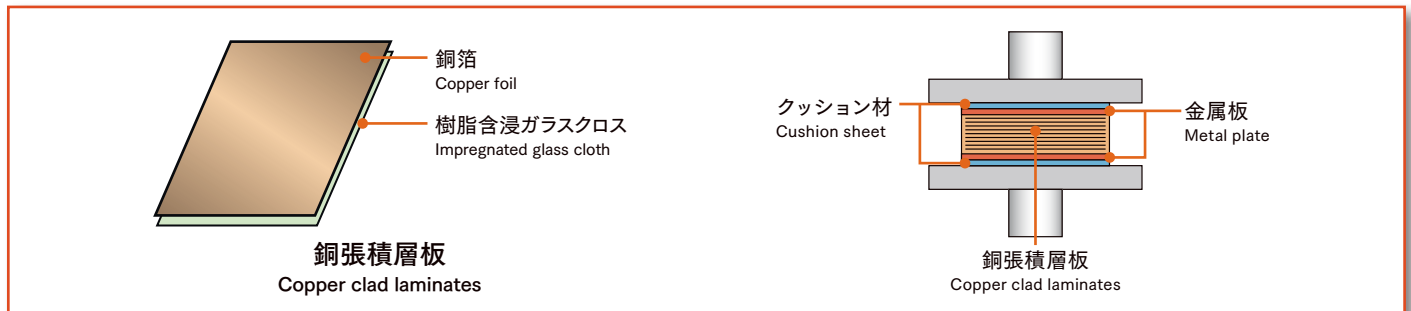 銅箔
Copper foil
樹脂含浸ガラスクロス
Impregnated glass cloth
銅張積層板
Copper clad laminates
クッション材
Cushion sheet
金属板
Metal plate
銅張積層板
Copper clad laminates